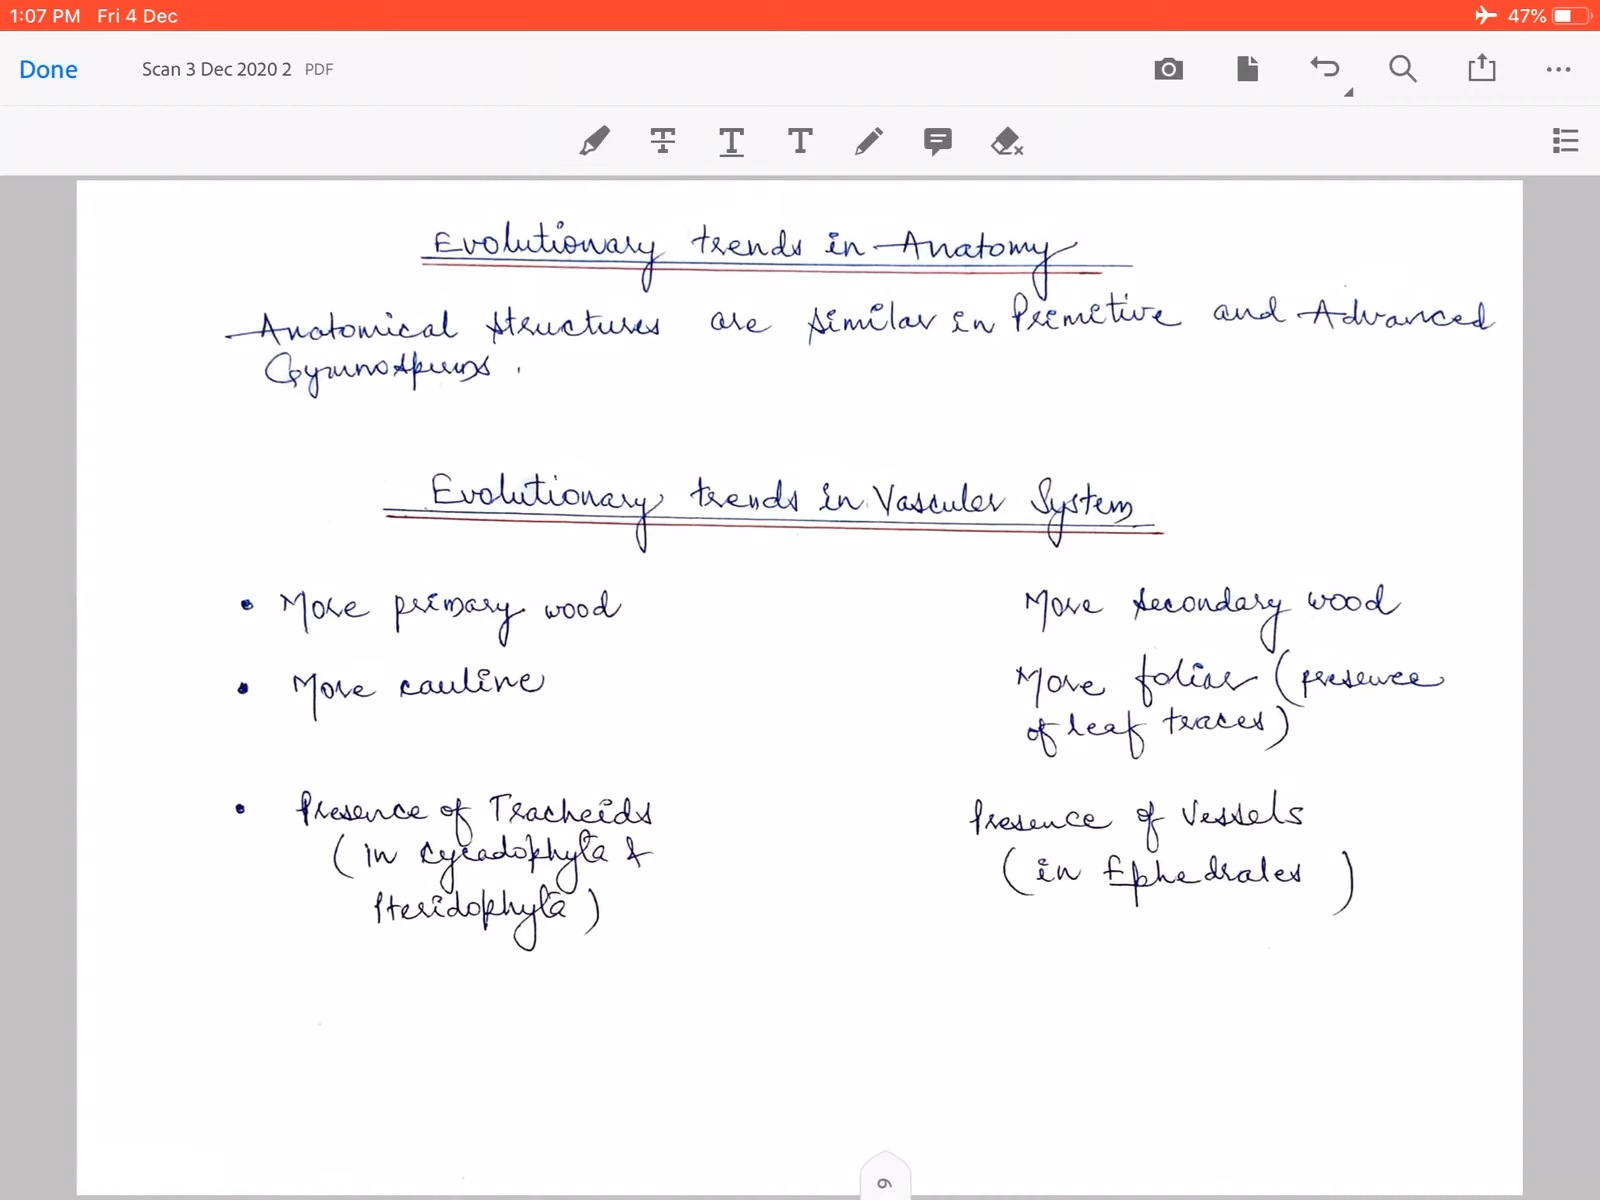 1:07 PM Fri 4 Dec 47%
Done Scan 3 Dec 2020 2 PDF
Evolutionary trends in Anatomy
Anatomical structures are similar in Primitive and Advanced
Gymnosperms.
Evolutionary trends in Vascular System
• More primary wood More secondary wood
• More cauline More foliar (presence
of leaf traces)
• Presence of Tracheids Presence of Vessels
(in Cycadophyta & (in Ephedrales)
Pteridophyta)
9